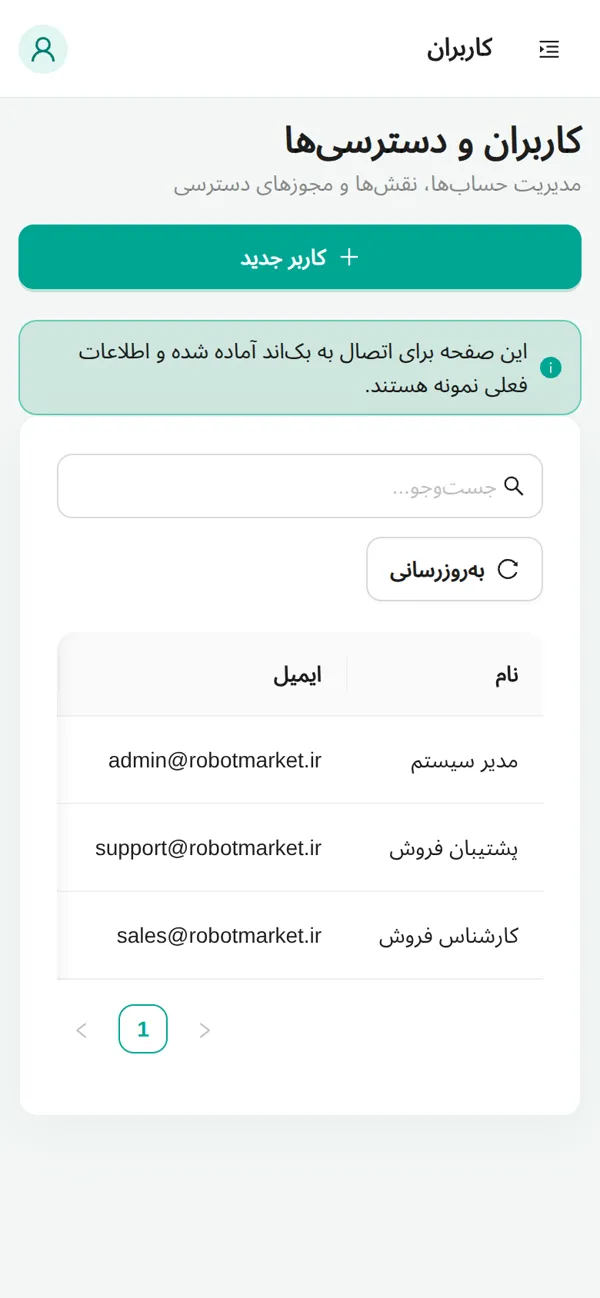 کاربران
کاربران و دسترسی‌ها
مدیریت حساب‌ها، نقش‌ها و مجوزهای دسترسی
کاربر جدید
این صفحه برای اتصال به بک‌اند آماده شده و اطلاعات
فعلی نمونه هستند.
جست‌وجو...
به‌روزرسانی
نام ایمیل
مدیر سیستم admin@robotmarket.ir
پشتیبان فروش support@robotmarket.ir
کارشناس فروش sales@robotmarket.ir
1